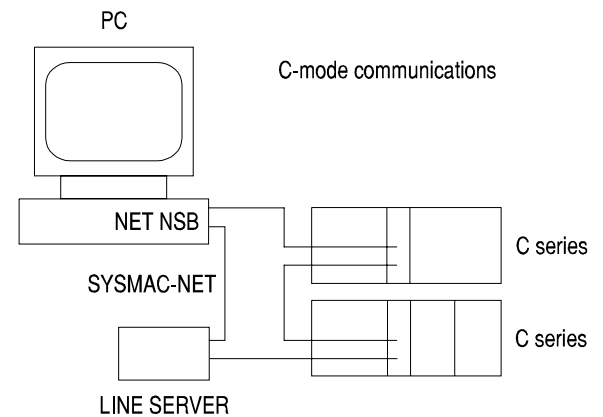 PC
C-mode communications
NET NSB
C series
SYSMAC-NET
C series
LINE SERVER